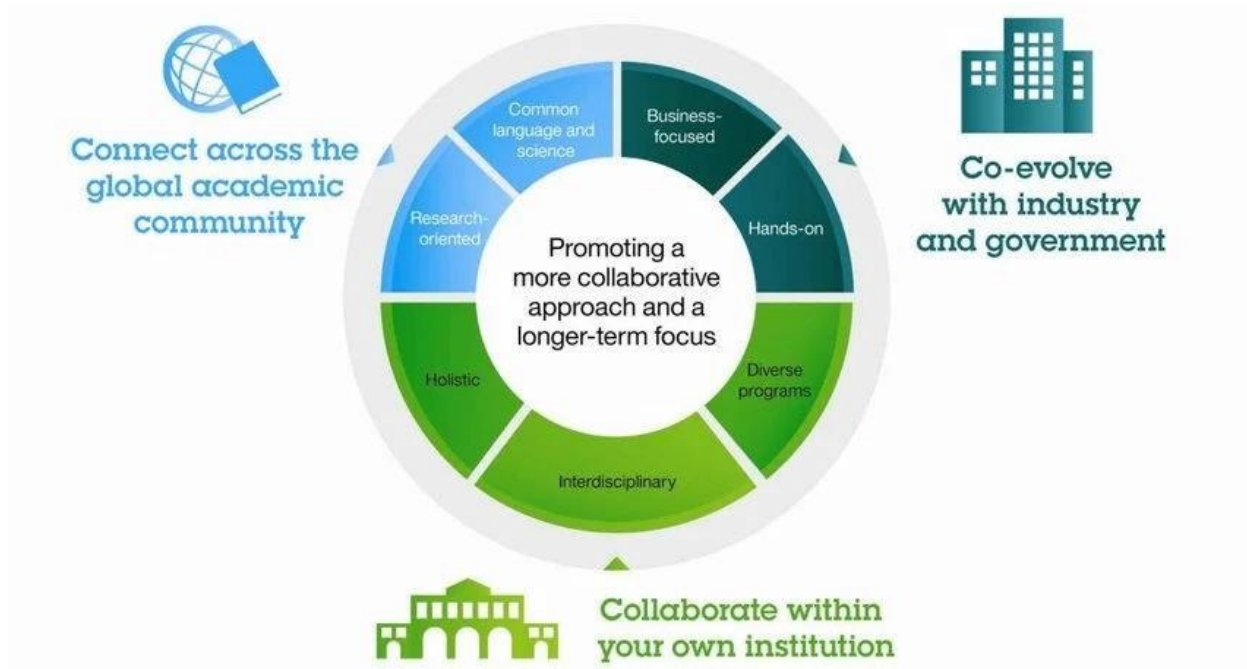 Connect across the
global academic
community
Common
language and
science
Business-
focused
Research-
oriented
Hands-on
Promoting a
more collaborative
approach and a
longer-term focus
Co-evolve
with industry
and government
Holistic
Diverse
programs
Interdisciplinary
Collaborate within
your own institution